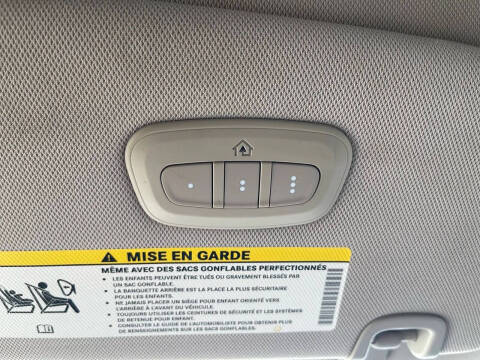 MISE EN GARDE
MÊME AVEC DES SACS GONFLABLES PERFECTIONNÉS
• LES ENFANTS PEUVENT ÊTRE TUÉS OU GRAVEMENT BLESSÉS PAR
UN SAC GONFLABLE.
• LA BANQUETTE ARRIÈRE EST LA PLACE LA PLUS SÉCURITAIRE
POUR LES ENFANTS.
• NE JAMAIS PLACER UN SIÈGE POUR ENFANT ORIENTÉ VERS
L'ARRIÈRE À L'AVANT DU VÉHICULE.
• TOUJOURS UTILISER LES CEINTURES DE SÉCURITÉ ET LES SYSTÈMES
DE RETENUE POUR ENFANT.
• CONSULTER LE GUIDE DE L'AUTOMOBILISTE POUR OBTENIR PLUS
DE RENSEIGNEMENTS SUR LES SACS GONFLABLES.